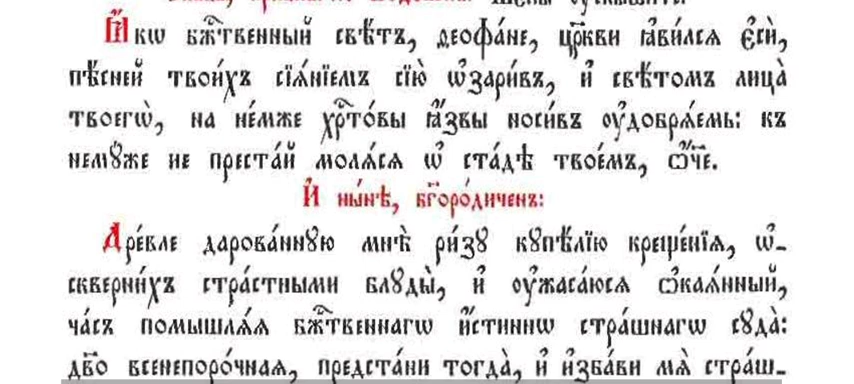 Ꙗ҆́кѡ бж҃твенный свѣ́тъ, деофа́не, цр҃кви ꙗ҆ви́лсѧ є҆сѝ,
пѣ́сней твои́хъ сїѧ́нїемъ сїю̀ ѡ҆зари́въ, и҆ свѣ́томъ лица̀
твоегѡ̀, на не́мже хрⷭ҇то́вы ꙗ҆́звы носи́въ ᲂу҆добрѧ́емь: къ
немꙋ́же не преста́й молѧ́сѧ ѡ҆ ста́дѣ твое́мъ, ѻ҆́ч҃е.
И҆ ны́нѣ, бг҃оро́диченъ:
Дре́вле дарова́ннꙋю мнѣ̀ ри́зꙋ кꙋпѣ́лїю креще́нїѧ, ѡ҆-
скверни́хъ стра́стными блꙋды̀, и҆ ᲂу҆жаса́юсѧ ѻ҆каѧ́нный,
ча́съ помышлѧ́ѧ бжⷭ҇твеннагѡ и҆́стиннѡ стра́шнагѡ сꙋда̀:
дв҃о всенепоро́чнаѧ, предста́ни тогда̀, и҆ и҆зба́ви мѧ̀ стра́ш-